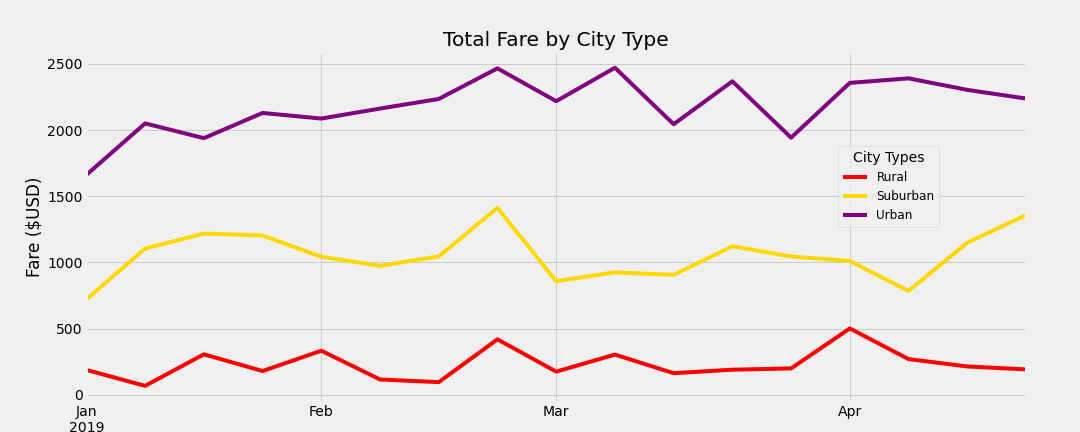 Total Fare by City Type
Fare ($USD)
2500
2000
1500
1000
500
0
City Types
Rural
Suburban
Urban
Jan Feb Mar Apr
2019